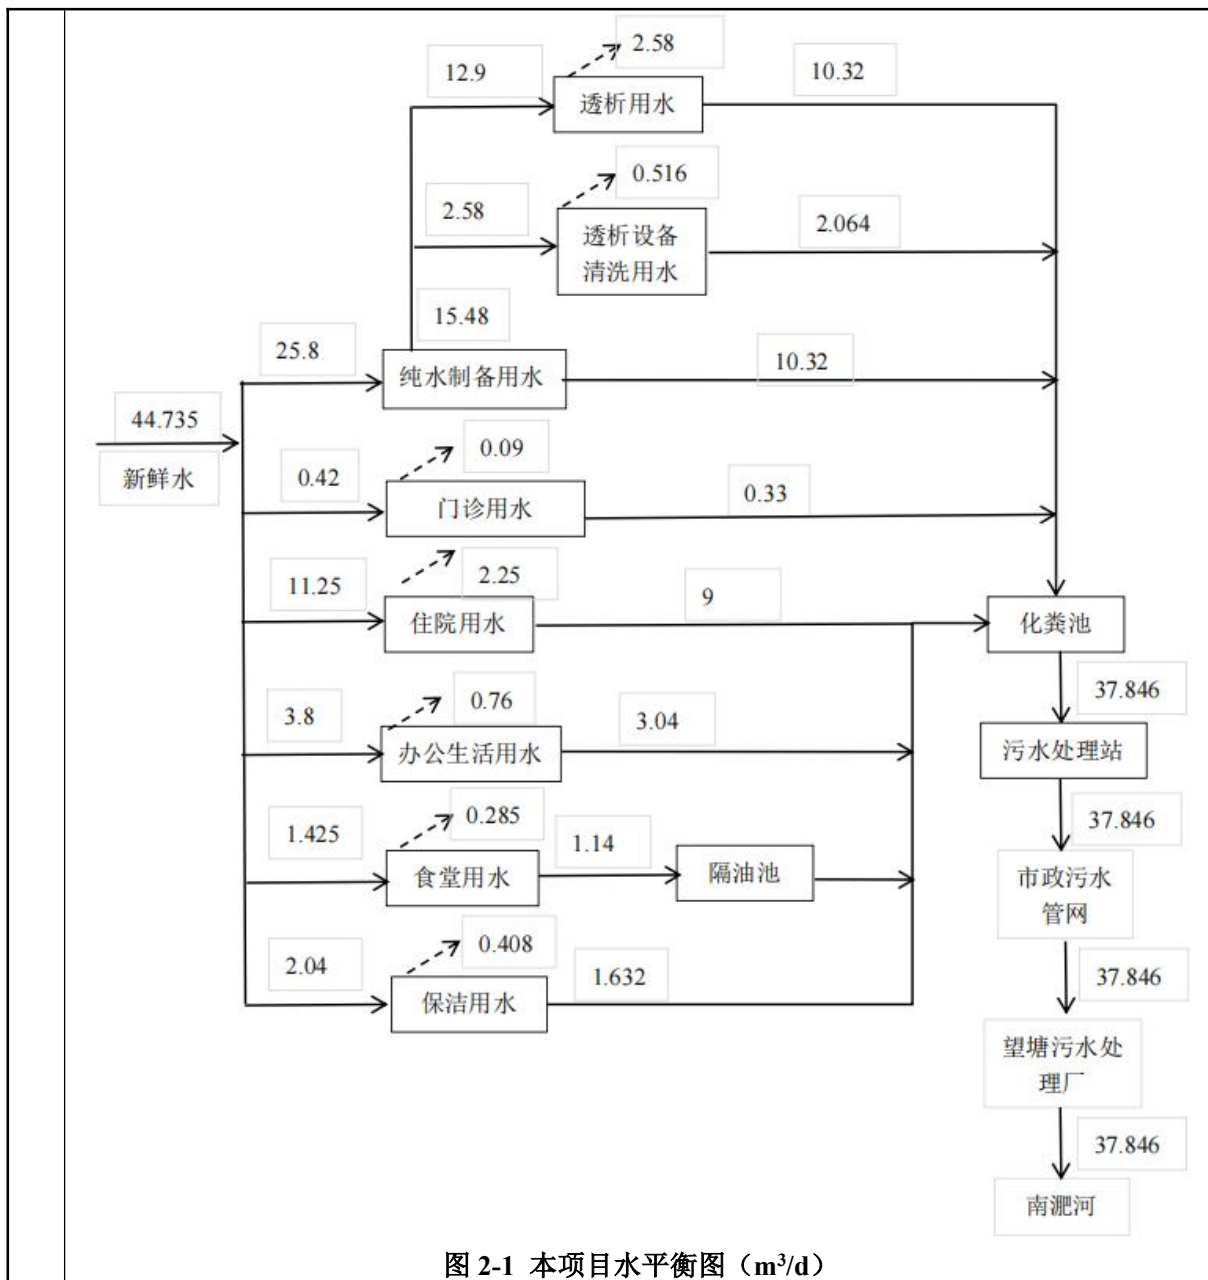 2.58
12.9
10.32
透析用水
0.516
2.58
2.064
透析设备
清洗用水
15.48
25.8
10.32
纯水制备用水
44.735
新鲜水
0.09
0.42
0.33
门诊用水
2.25
11.25
9
住院用水
化粪池
37.846
0.76
3.8
3.04
办公生活用水
污水处理站
37.846
0.285
1.425
1.14
食堂用水
隔油池
市政污水
管网
0.408
2.04
1.632
保洁用水
37.846
望塘污水处
理厂
37.846
南淝河
图 2-1 本项目水平衡图（m³/d）